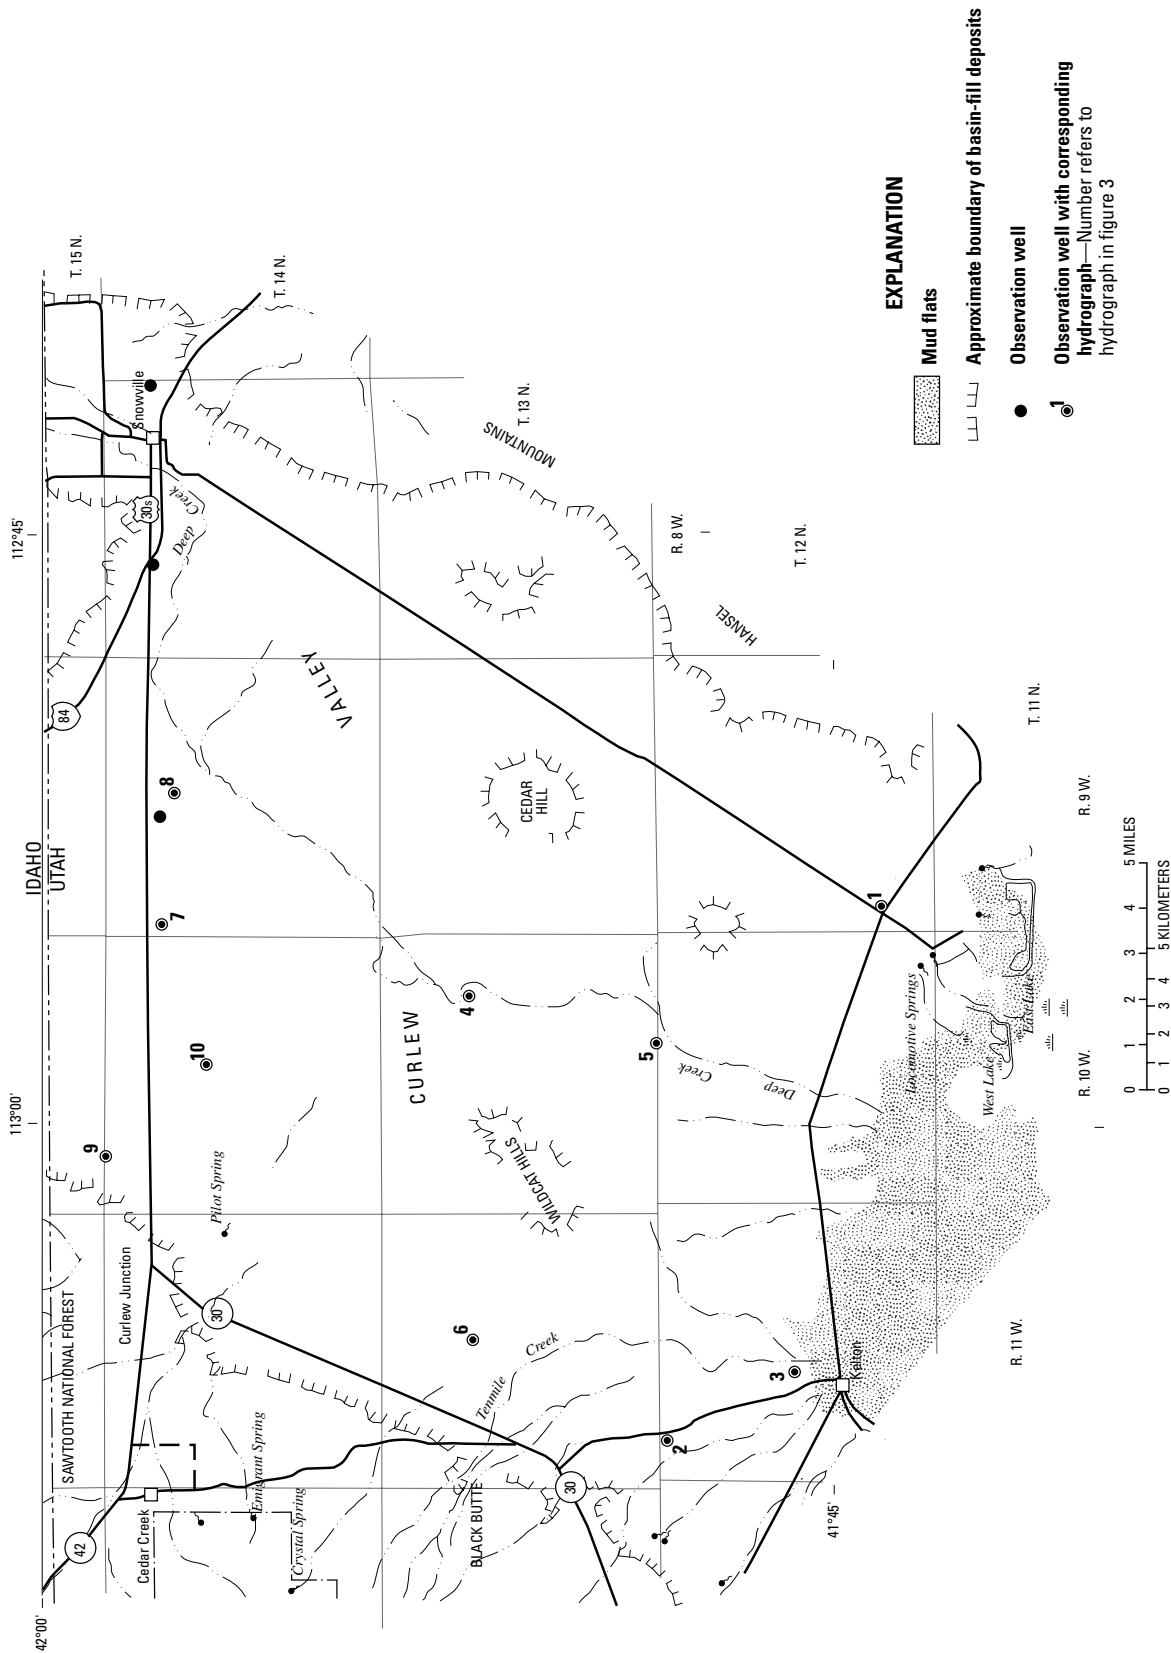 42°00'
113°00'
112°45'
IDAHO
UTAH
SAWTOOTH NATIONAL FOREST
T. 15 N.
42
Cedar Creek
Curlew Junction
9
7
8
84
30s
Snowville
Deep
Creek
T. 14 N.
30
Pilot Spring
10
Emigrant Spring
Crystal Spring
CURLEW
VALLEY
BLACK BUTTE
Tenmile
Creek
6
WILDCAT HILLS
4
CEDAR
HILL
T. 13 N.
HANSEL
MOUNTAINS
30
2
5
R. 8 W.
Creek
Deep
3
Kelton
41°45'
1
T. 12 N.
Locomotive Springs
West Lake
East Lake
T. 11 N.
R. 11 W.
R. 10 W.
R. 9 W.
0 1 2 3 4 5 MILES
0 1 2 3 4 5 KILOMETERS
EXPLANATION
Mud flats
Approximate boundary of basin-fill deposits
Observation well
1
Observation well with corresponding
hydrograph—Number refers to
hydrograph in figure 3